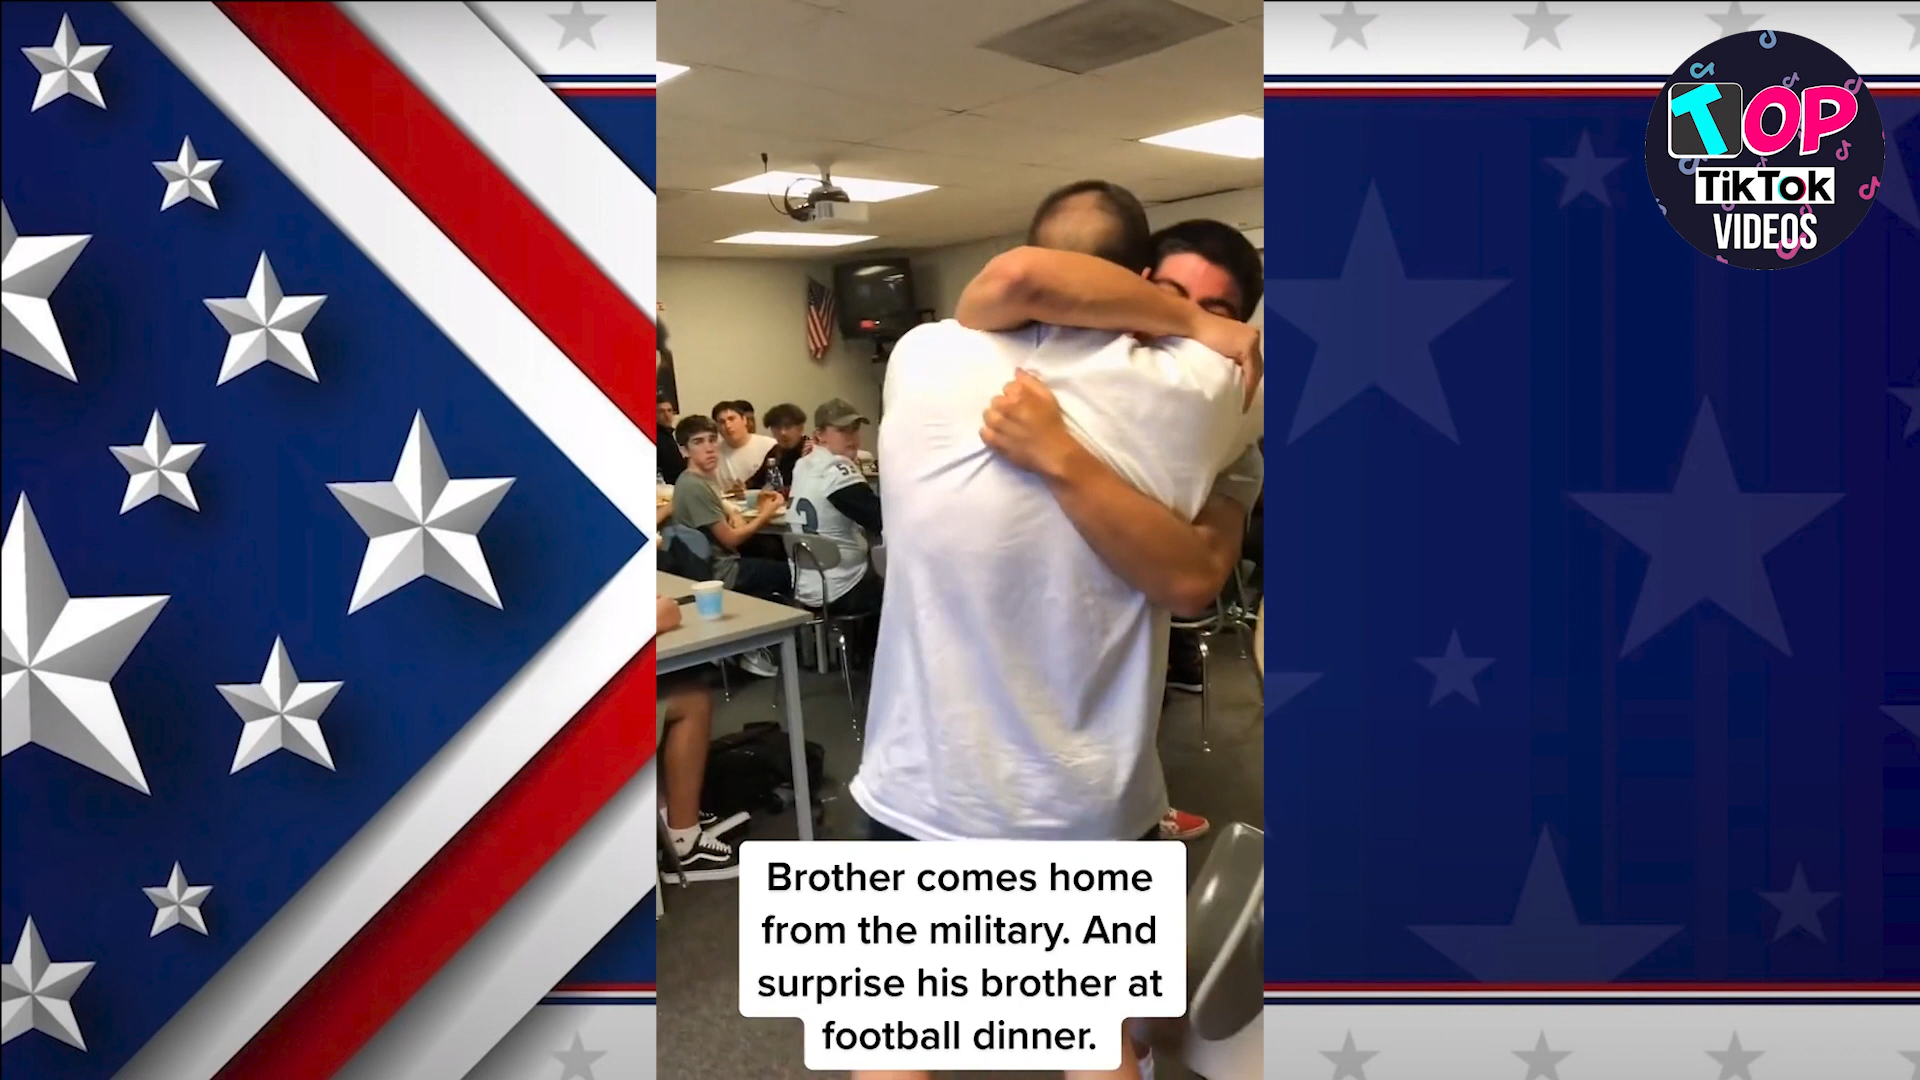 TOP
TikTok
VIDEOS
Brother comes home
from the military. And
surprise his brother at
football dinner.